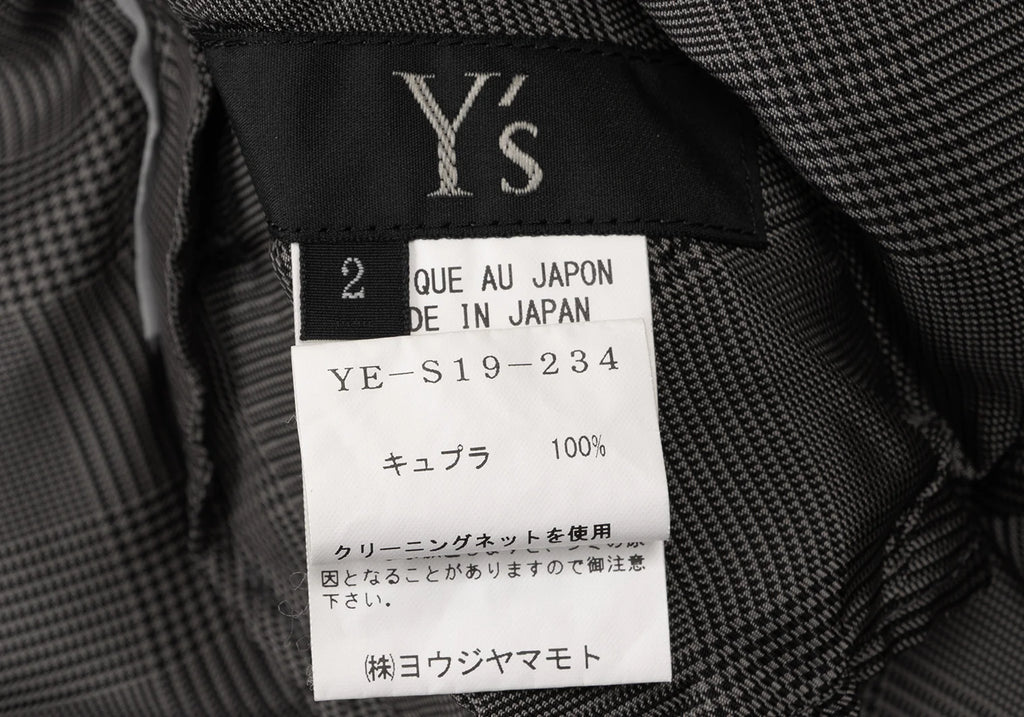 Y's
2
QUE AU JAPON
DE IN JAPAN
YE-S19-234
キュプラ 100%
クリーニングネットを使用
因となることがありますので御注意
下さい.
㈱ヨウジヤマモト